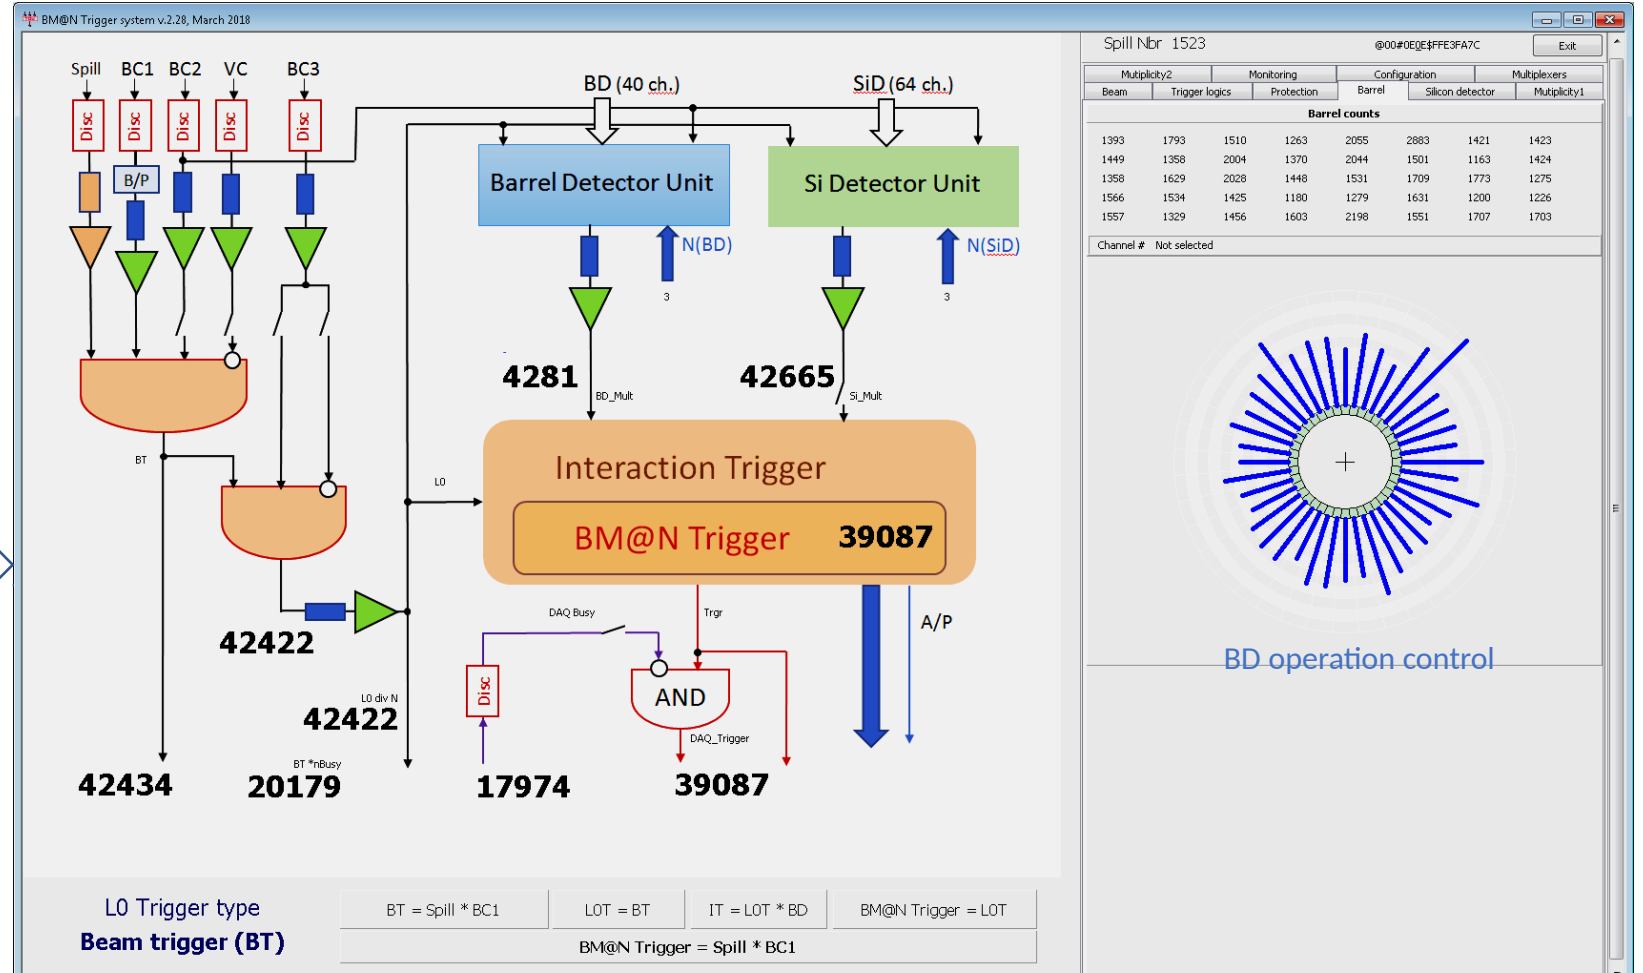 BM@N Trigger system v.2.28, March 2018
Spill BC1 BC2 VC BC3
Disc Disc Disc Disc Disc
B/P
BD (40 ch.)
SiD (64 ch.)
Barrel Detector Unit
Si Detector Unit
N(BD)
N(SiD)
3
3
4281
BD_Mult
42665
Si_Mult
BT
L0
Interaction Trigger
BM@N Trigger 39087
DAQ Busy
Trgr
A/P
42422
Disc
AND
L0 div N
42422
DAQ_Trigger
BT *nBusy
42434
20179
17974
39087
L0 Trigger type
Beam trigger (BT)
BT = Spill * BC1
L0T = BT
IT = L0T * BD
BM@N Trigger = L0T
BM@N Trigger = Spill * BC1
Spill Nbr 1523
@00#0E0E$FFE3FA7C
Exit
Mutiplicity2 Monitoring Configuration Multiplexers
Beam Trigger logics Protection Barrel Silicon detector Mutiplicity1
Barrel counts
1393 1793 1510 1263 2055 2883 1421 1423
1449 1358 2004 1370 2044 1501 1163 1424
1358 1629 2028 1448 1531 1709 1773 1275
1566 1534 1425 1180 1279 1631 1200 1226
1557 1329 1456 1603 2198 1551 1707 1703
Channel # Not selected
BD operation control